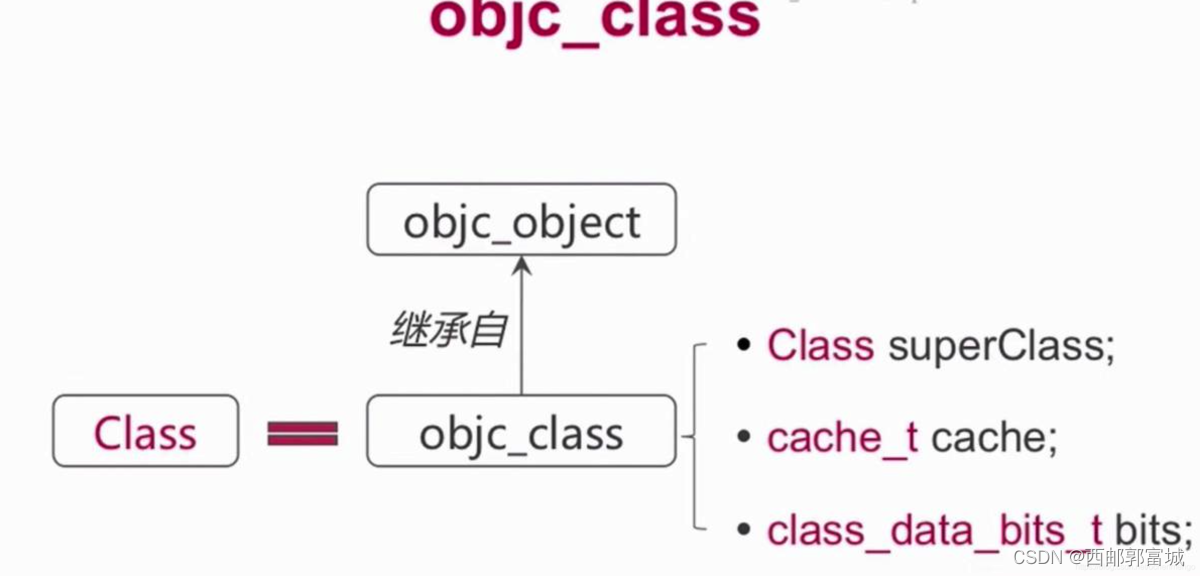 objc_class
objc_object
继承自
Class
objc_class
• Class superClass;
• cache_t cache;
• class_data_bits_t bits;
CSDN @西邮郭富城